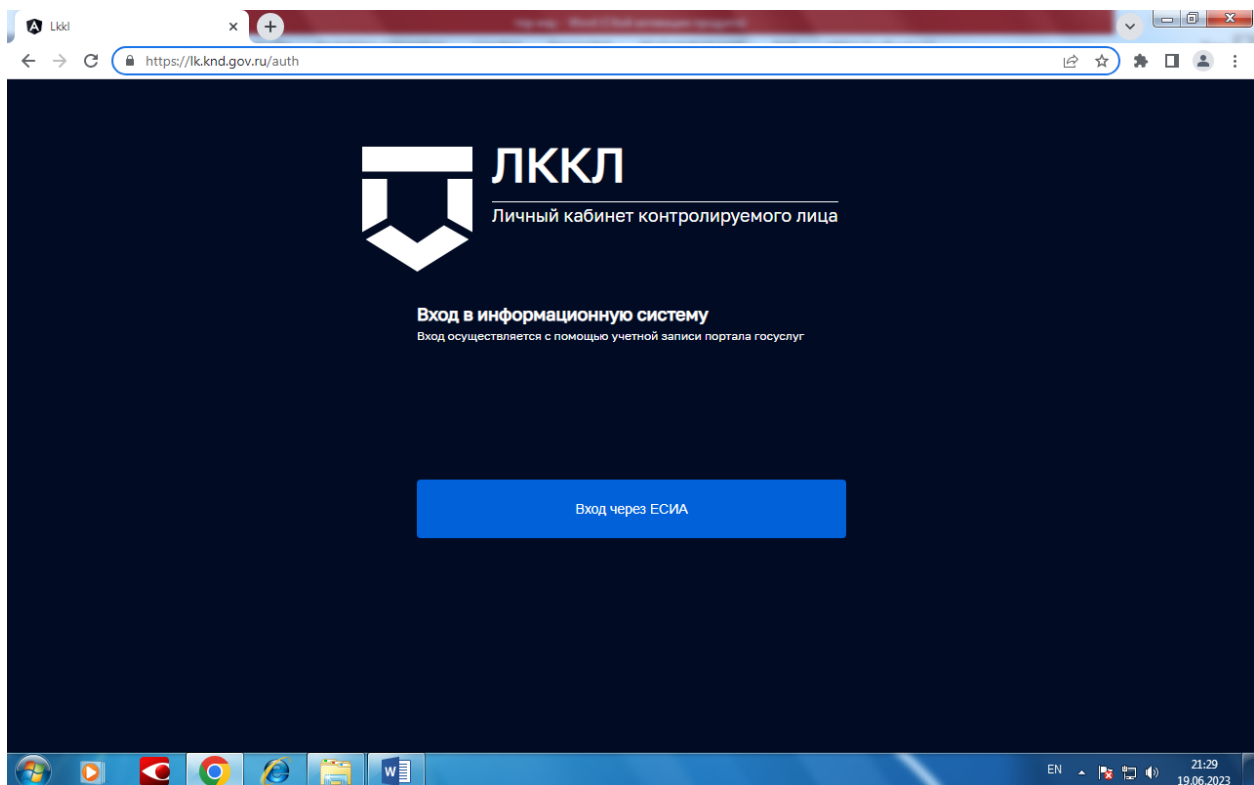 Lkkl
https://lk.knd.gov.ru/auth
ЛККЛ
Личный кабинет контролируемого лица
Вход в информационную систему
Вход осуществляется с помощью учетной записи портала госуслуг
Вход через ЕСИА
EN
21:29
19.06.2023